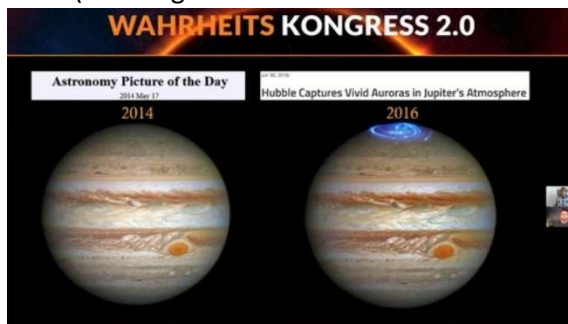 WAHRHEITS KONGRESS 2.0
Astronomy Picture of the Day
2014 May 17
Hubble Captures Vivid Auroras in Jupiter's Atmosphere
2014
2016